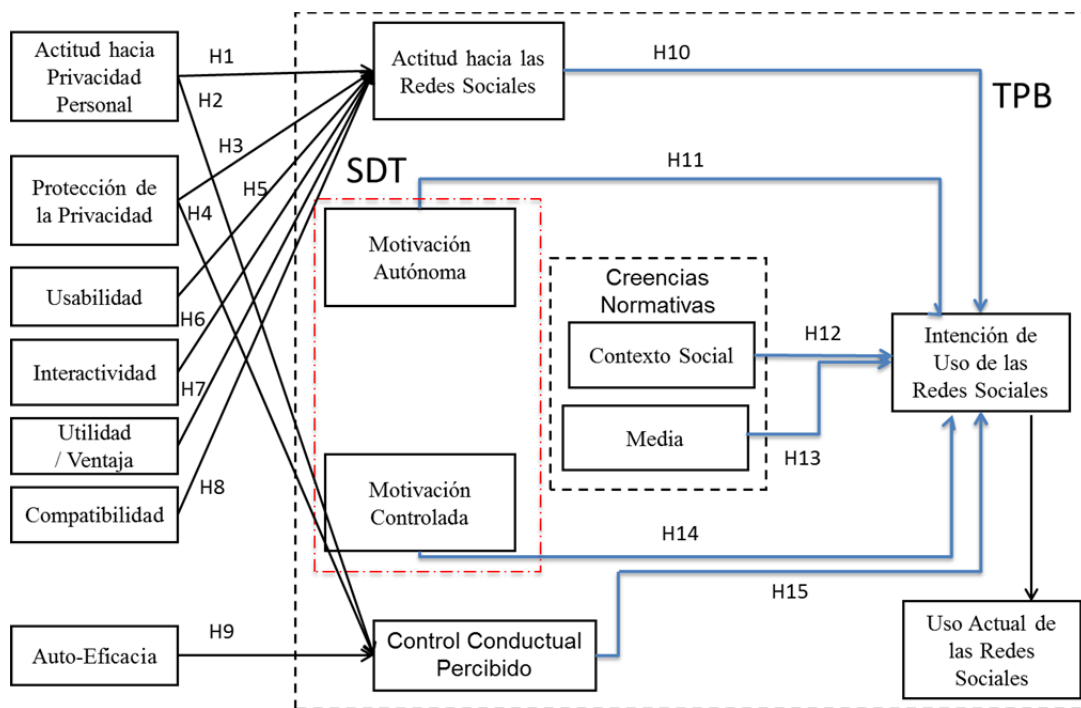 Actitud hacia
Privacidad
Personal
H1
H2
Actitud hacia las
Redes Sociales
H10
TPB
Protección de
la Privacidad
H3
H4
H5
SDT
H11
Motivación
Autónoma
Usabilidad
Creencias
Normativas
Contexto Social
H12
Intención de
Uso de las
Redes Sociales
H6
Interactividad
H7
Utilidad
/ Ventaja
Media
H13
H8
Compatibilidad
Motivación
Controlada
H14
H15
Auto-Eficacia
H9
Control Conductual
Percibido
Uso Actual de
las Redes
Sociales